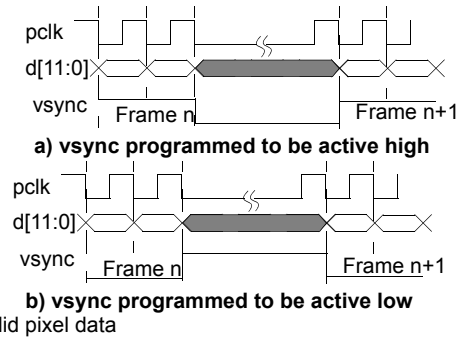 pclk
d[11:0]
vsync
Frame n
Frame n+1
a) vsync programmed to be active high
pclk
d[11:0]
vsync
Frame n
Frame n+1
b) vsync programmed to be active low
lid pixel data